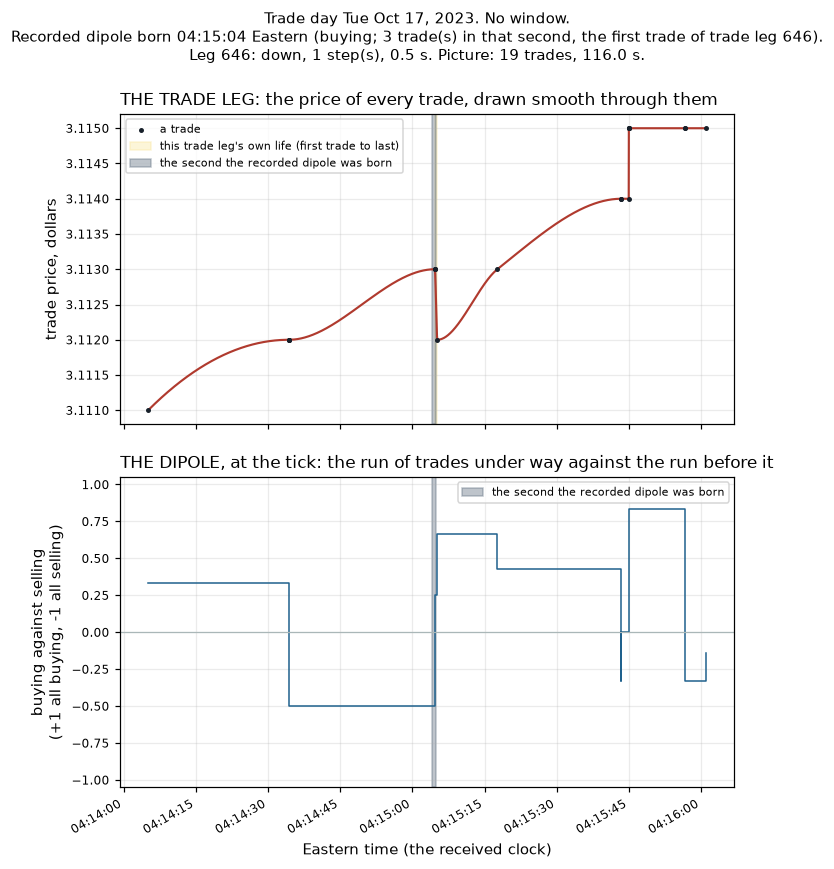 Trade day Tue Oct 17, 2023. No window.
Recorded dipole born 04:15:04 Eastern (buying; 3 trade(s) in that second, the first trade of trade leg 646).
Leg 646: down, 1 step(s), 0.5 s. Picture: 19 trades, 116.0 s.
THE TRADE LEG: the price of every trade, drawn smooth through them
a trade
this trade leg's own life (first trade to last)
the second the recorded dipole was born
3.1150
3.1145
3.1140
3.1135
3.1130
3.1125
3.1120
3.1115
3.1110
trade price, dollars
THE DIPOLE, at the tick: the run of trades under way against the run before it
the second the recorded dipole was born
1.00
0.75
0.50
0.25
0.00
−0.25
−0.50
−0.75
−1.00
buying against selling
(+1 all buying, -1 all selling)
04:14:00
04:14:15
04:14:30
04:14:45
04:15:00
04:15:15
04:15:30
04:15:45
04:16:00
Eastern time (the received clock)